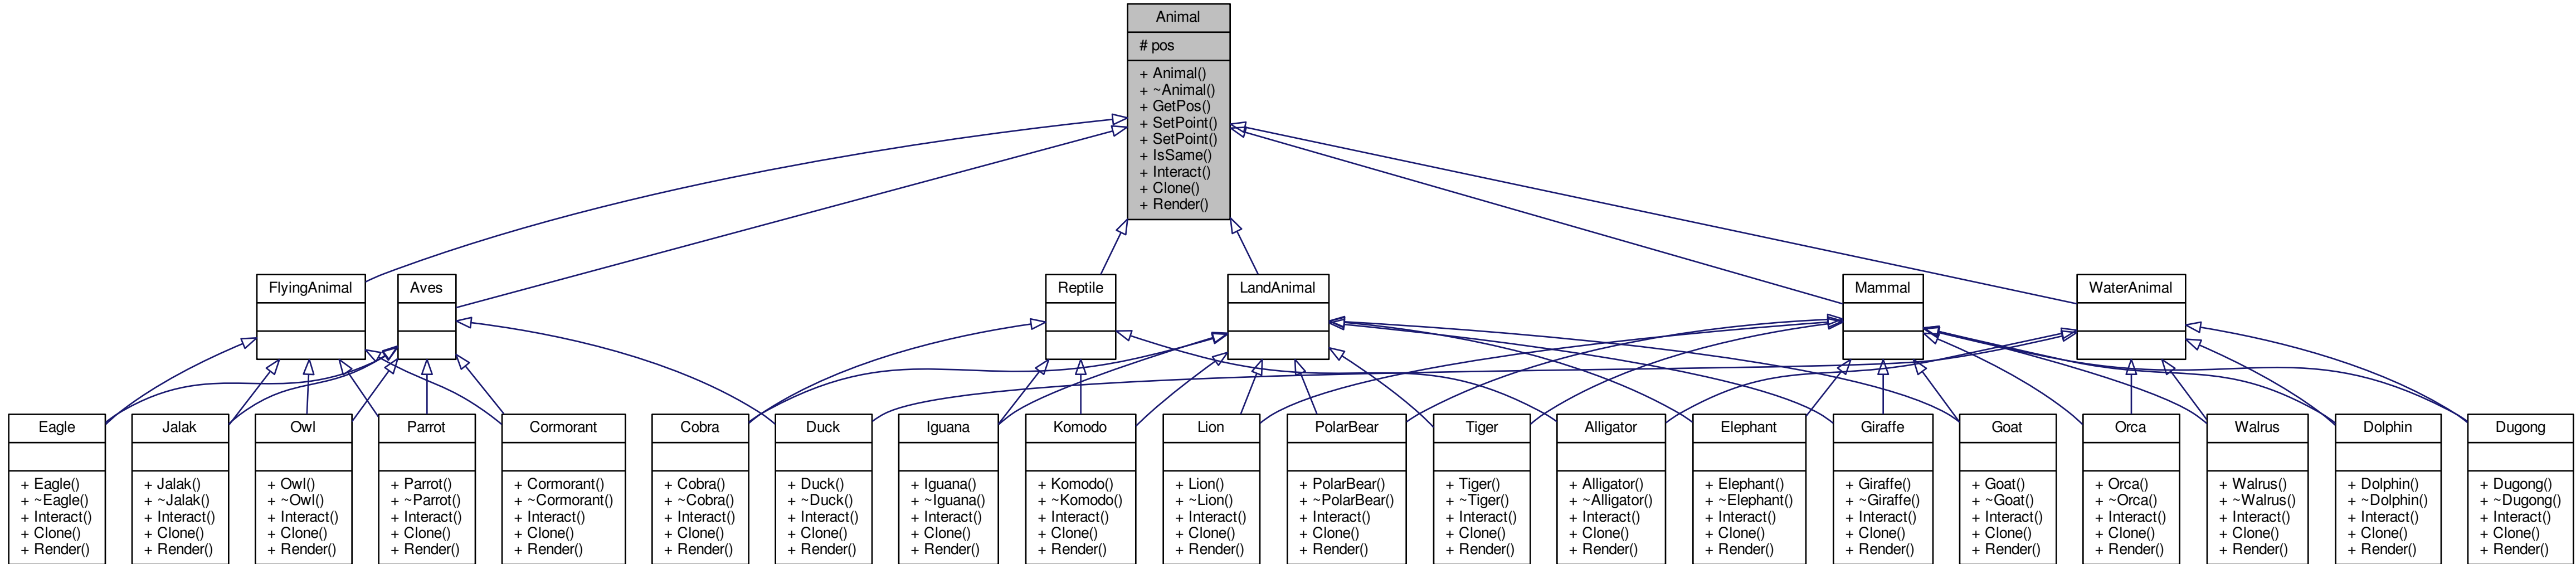 Animal
# pos
+ Animal()
+ ~Animal()
+ GetPos()
+ SetPoint()
+ SetPoint()
+ IsSame()
+ Interact()
+ Clone()
+ Render()
FlyingAnimal
Aves
Reptile
LandAnimal
Mammal
WaterAnimal
Eagle
+ Eagle()
+ ~Eagle()
+ Interact()
+ Clone()
+ Render()
Jalak
+ Jalak()
+ ~Jalak()
+ Interact()
+ Clone()
+ Render()
Owl
+ Owl()
+ ~Owl()
+ Interact()
+ Clone()
+ Render()
Parrot
+ Parrot()
+ ~Parrot()
+ Interact()
+ Clone()
+ Render()
Cormorant
+ Cormorant()
+ ~Cormorant()
+ Interact()
+ Clone()
+ Render()
Cobra
+ Cobra()
+ ~Cobra()
+ Interact()
+ Clone()
+ Render()
Duck
+ Duck()
+ ~Duck()
+ Interact()
+ Clone()
+ Render()
Iguana
+ Iguana()
+ ~Iguana()
+ Interact()
+ Clone()
+ Render()
Komodo
+ Komodo()
+ ~Komodo()
+ Interact()
+ Clone()
+ Render()
Lion
+ Lion()
+ ~Lion()
+ Interact()
+ Clone()
+ Render()
PolarBear
+ PolarBear()
+ ~PolarBear()
+ Interact()
+ Clone()
+ Render()
Tiger
+ Tiger()
+ ~Tiger()
+ Interact()
+ Clone()
+ Render()
Alligator
+ Alligator()
+ ~Alligator()
+ Interact()
+ Clone()
+ Render()
Elephant
+ Elephant()
+ ~Elephant()
+ Interact()
+ Clone()
+ Render()
Giraffe
+ Giraffe()
+ ~Giraffe()
+ Interact()
+ Clone()
+ Render()
Goat
+ Goat()
+ ~Goat()
+ Interact()
+ Clone()
+ Render()
Orca
+ Orca()
+ ~Orca()
+ Interact()
+ Clone()
+ Render()
Walrus
+ Walrus()
+ ~Walrus()
+ Interact()
+ Clone()
+ Render()
Dolphin
+ Dolphin()
+ ~Dolphin()
+ Interact()
+ Clone()
+ Render()
Dugong
+ Dugong()
+ ~Dugong()
+ Interact()
+ Clone()
+ Render()